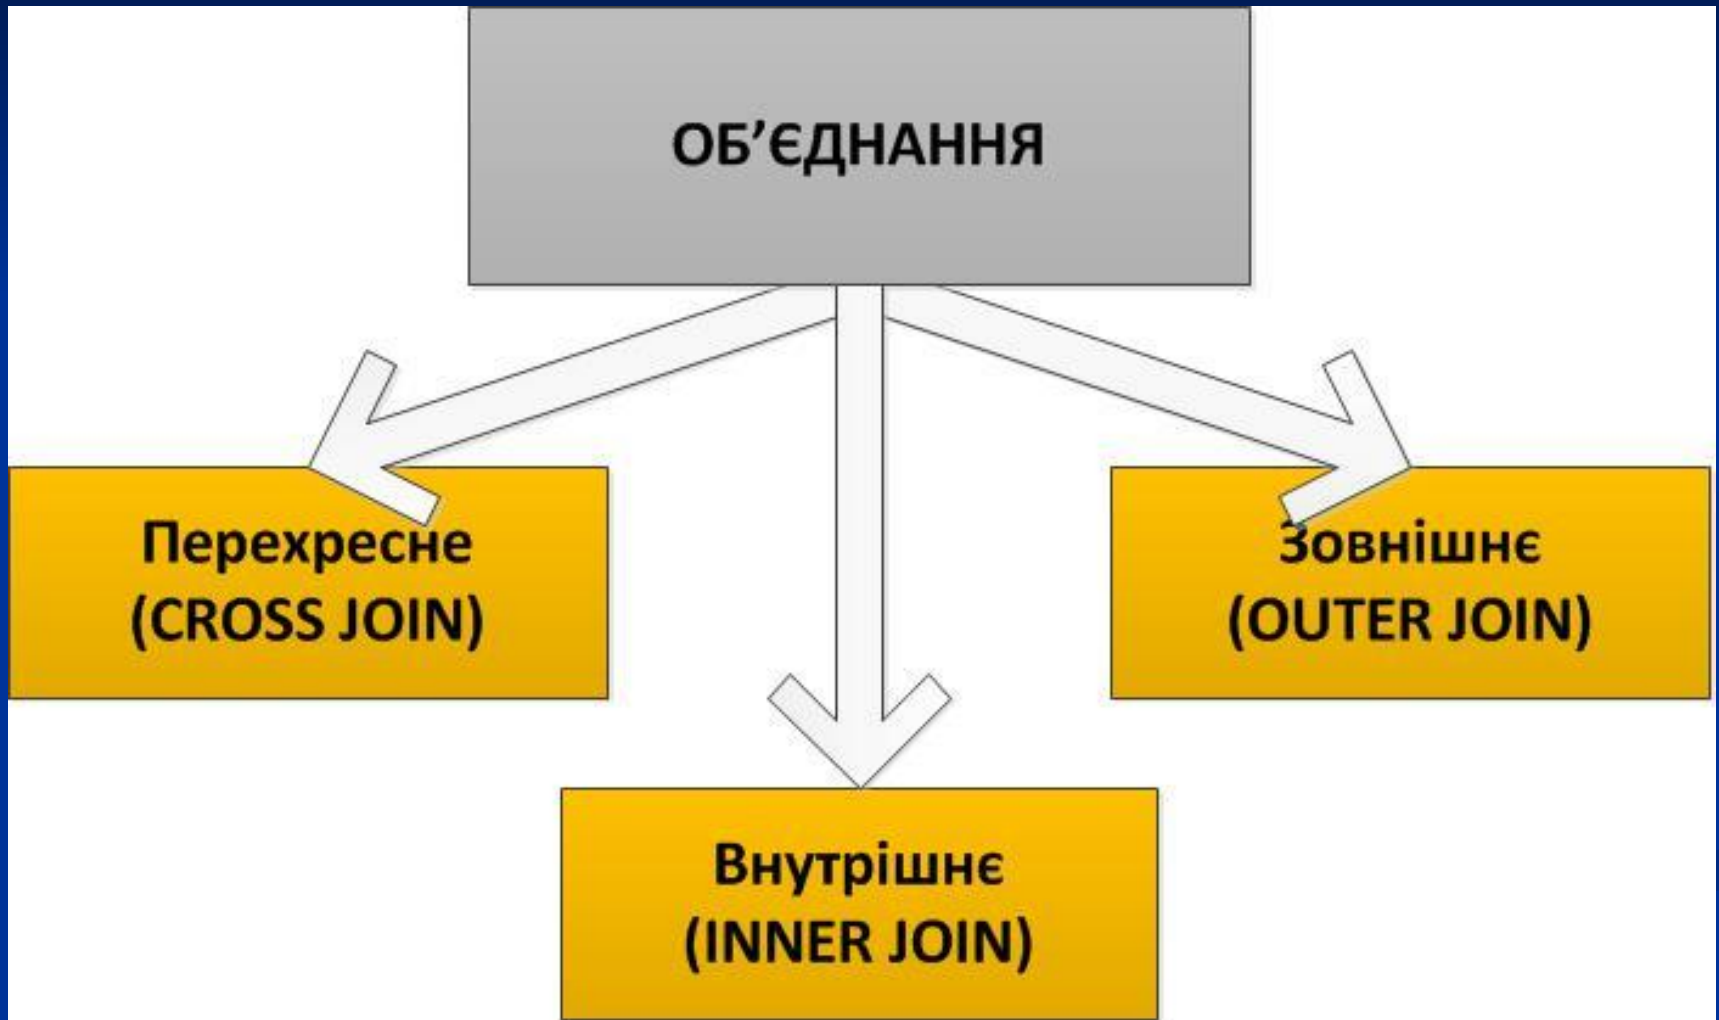 ОБ’ЄДНАННЯ
Перехресне
(CROSS JOIN)
Зовнішнє
(OUTER JOIN)
Внутрішнє
(INNER JOIN)